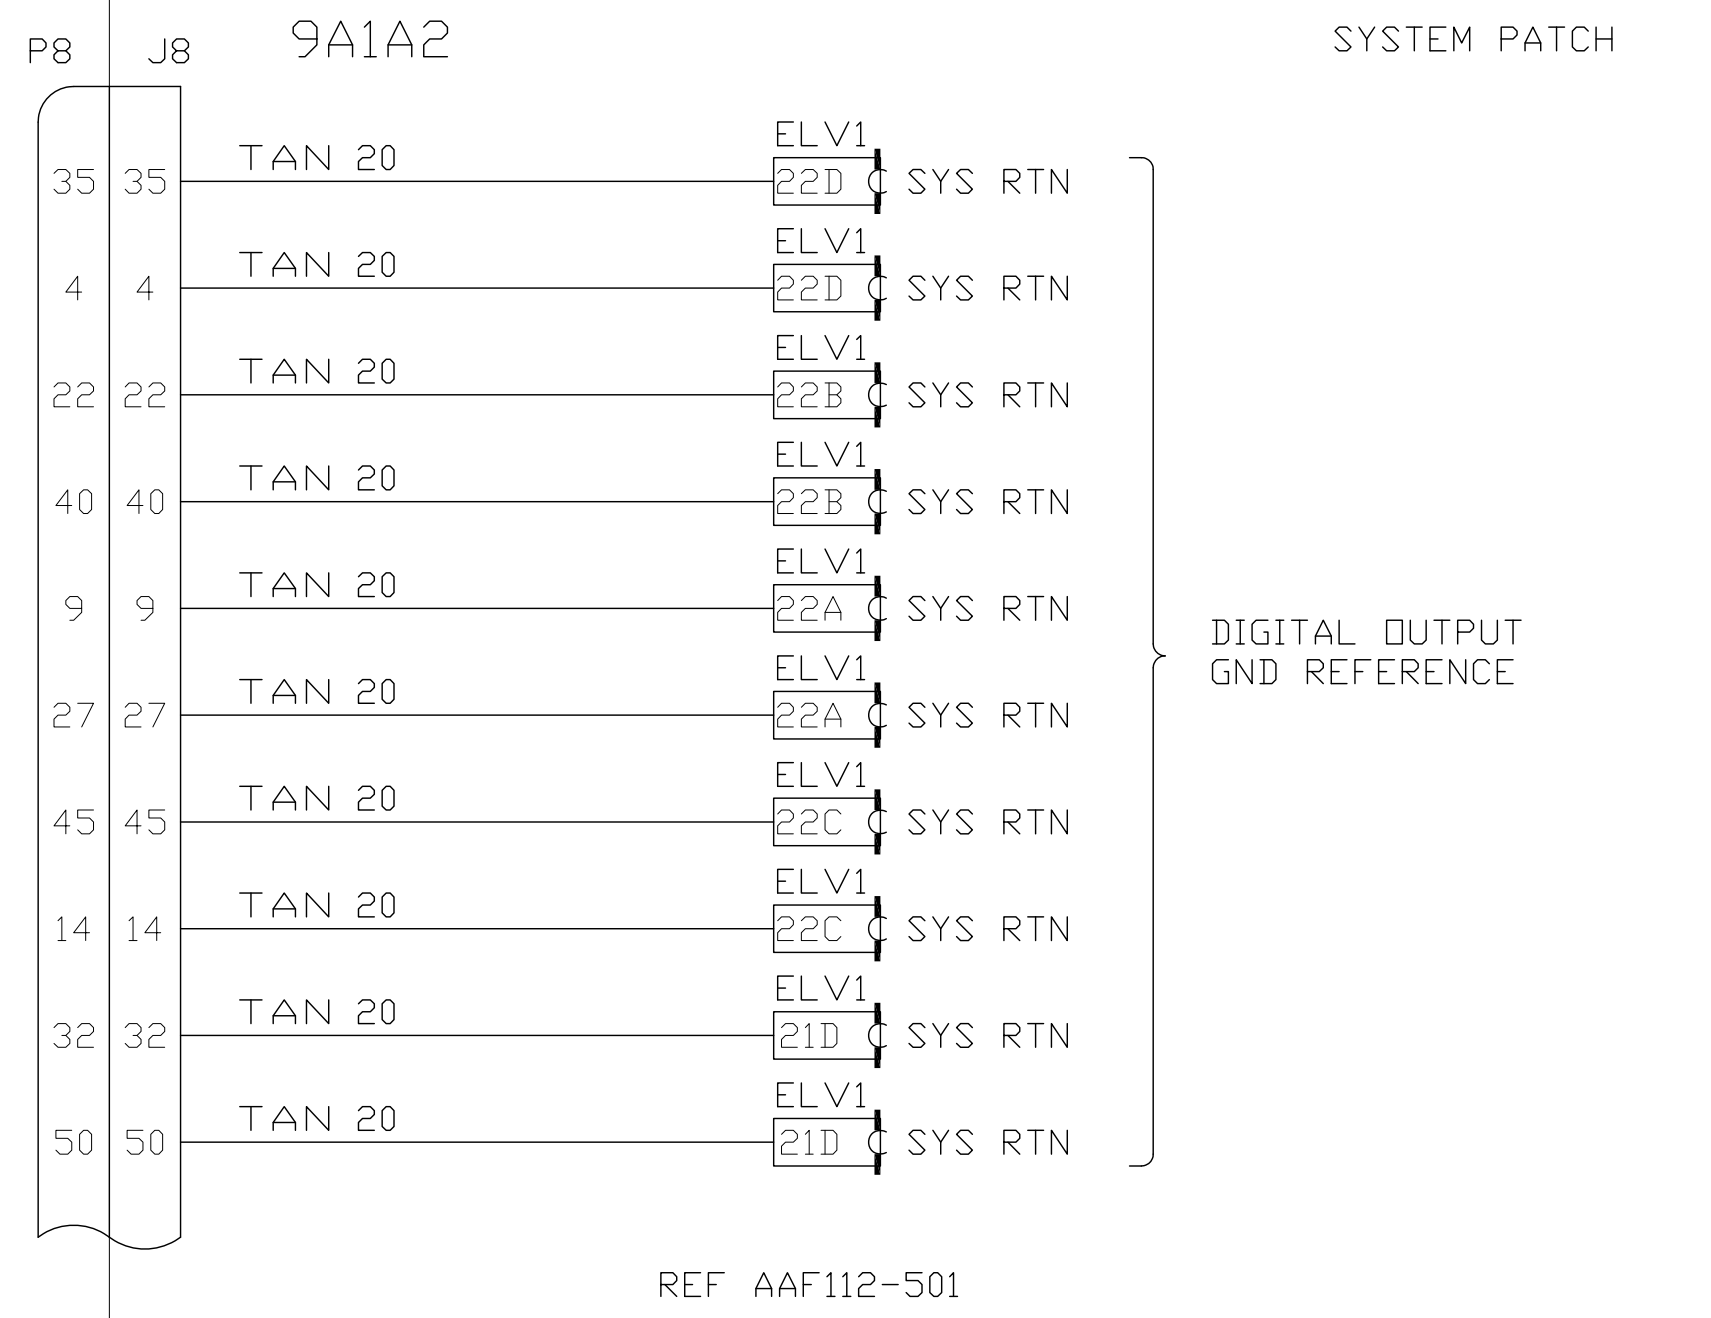 P8 J8 9A1A2 SYSTEM PATCH
ELV1
TAN 20
35 35 22D SYS RTN
ELV1
TAN 20
4 4 22D SYS RTN
ELV1
TAN 20
22 22 22B SYS RTN
ELV1
TAN 20
40 40 22B SYS RTN
ELV1
TAN 20
9 9 22A SYS RTN
DIGITAL OUTPUT
GND REFERENCE
ELV1
TAN 20
27 27 22A SYS RTN
ELV1
TAN 20
45 45 22C SYS RTN
ELV1
TAN 20
14 14 22C SYS RTN
ELV1
TAN 20
32 32 21D SYS RTN
ELV1
TAN 20
50 50 21D SYS RTN
REF AAF112-501